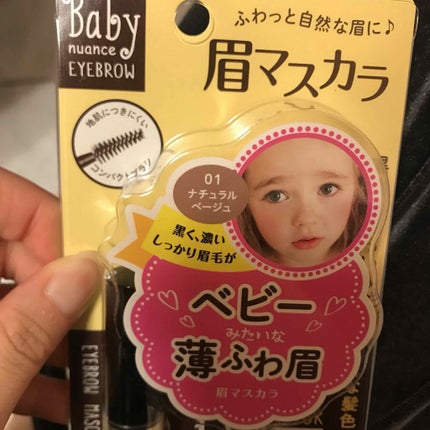 Baby
nuance
EYEBROW
ふわっと自然な眉に♪
眉マスカラ
地肌につきにくい
コンパクトブラシ
01
ナチュラル
ベージュ
黒く、濃い
しっかり眉毛が
ベビー
みたいな
薄ふわ眉
眉マスカラ
EYEBROW MASC
髪色
OK